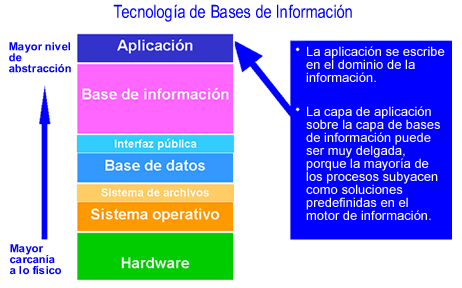 Tecnología de Bases de Información
Mayor nivel
de
abstracción
Aplicación
Base de información
Interfaz pública
Base de datos
Sistema de archivos
Sistema operativo
Hardware
Mayor
carcanía
a lo físico
• La aplicación se escribe
en el dominio de la
información.
• La capa de aplicación
sobre la capa de bases
de información puede
ser muy delgada,
porque la mayoría de
los procesos subyacen
como soluciones
predefinidas en el
motor de información.